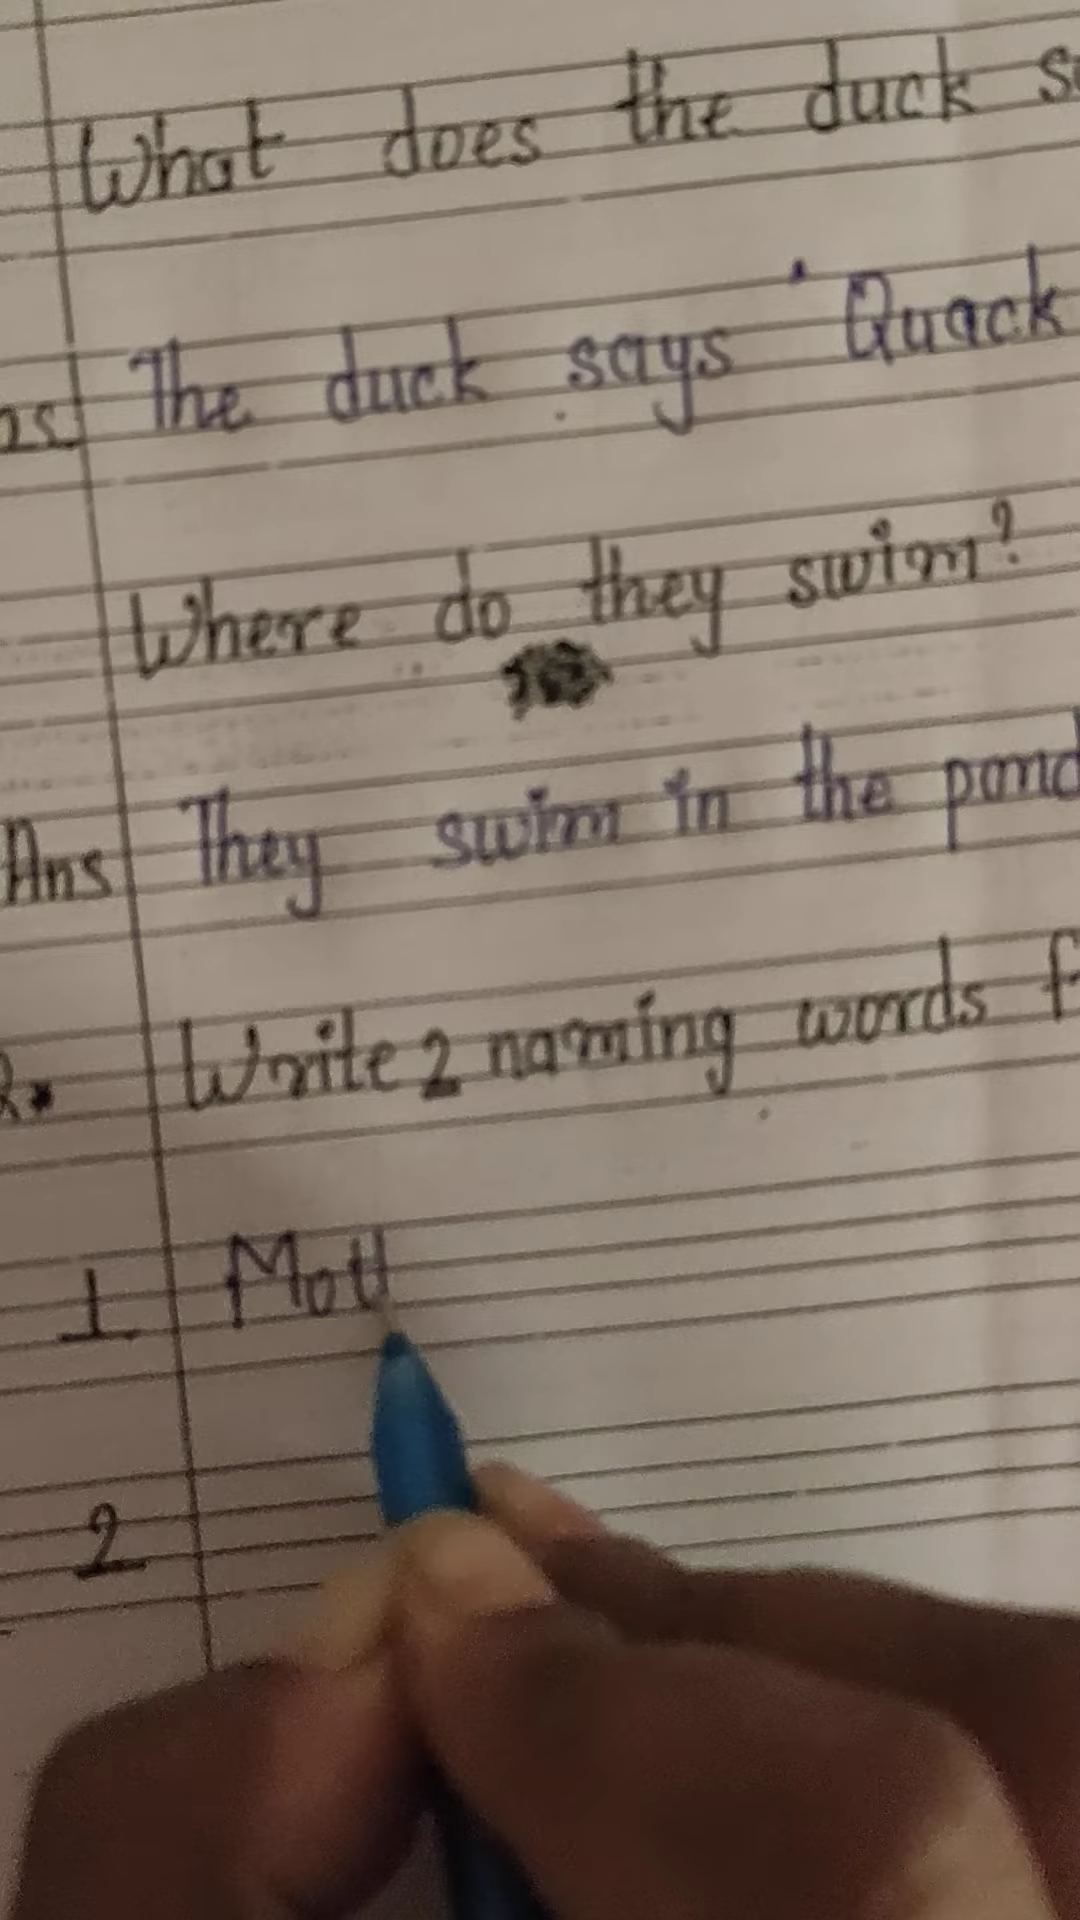 What does the duck s
The duck says " Quack
ns
Where do they swim?
Ans They swim in the pond
Write 2 naming words f
1 Mott
2